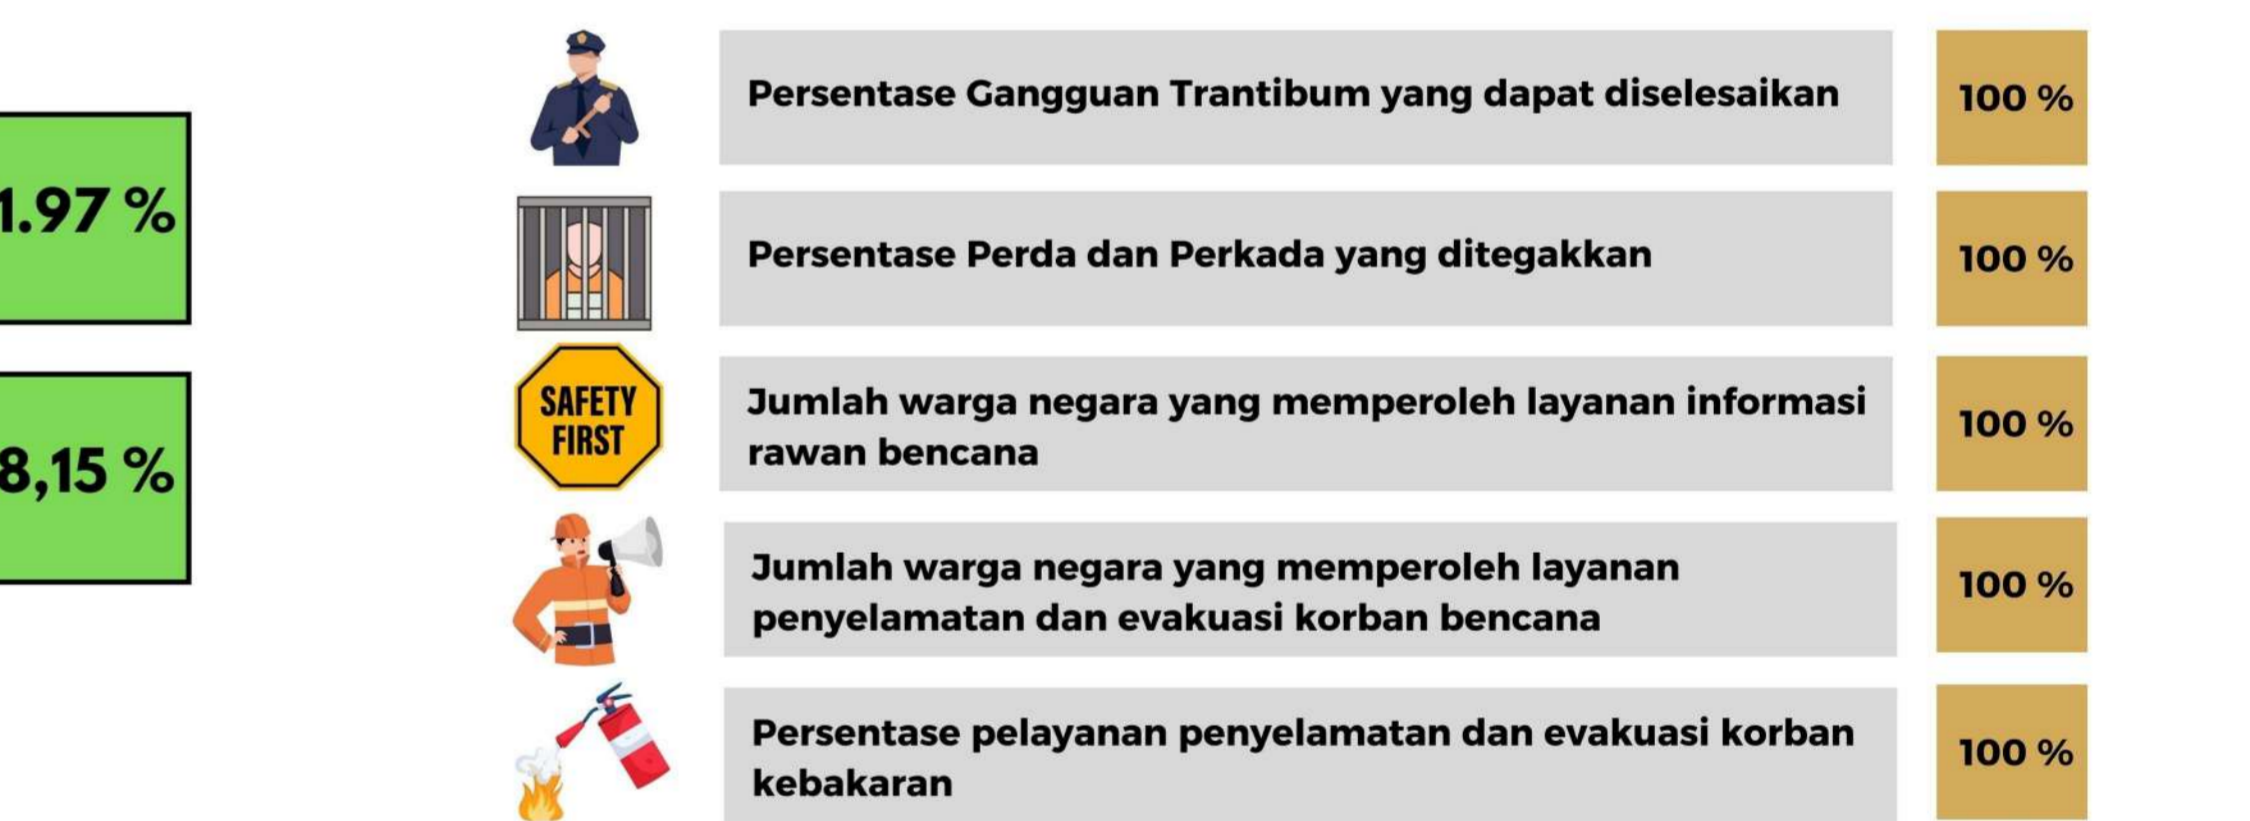 1.97 %
8,15 %
Persentase Gangguan Trantibum yang dapat diselesaikan
100 %
Persentase Perda dan Perkada yang ditegakkan
100 %
SAFETY
FIRST
Jumlah warga negara yang memperoleh layanan informasi
rawan bencana
100 %
Jumlah warga negara yang memperoleh layanan
penyelamatan dan evakuasi korban bencana
100 %
Persentase pelayanan penyelamatan dan evakuasi korban
kebakaran
100 %